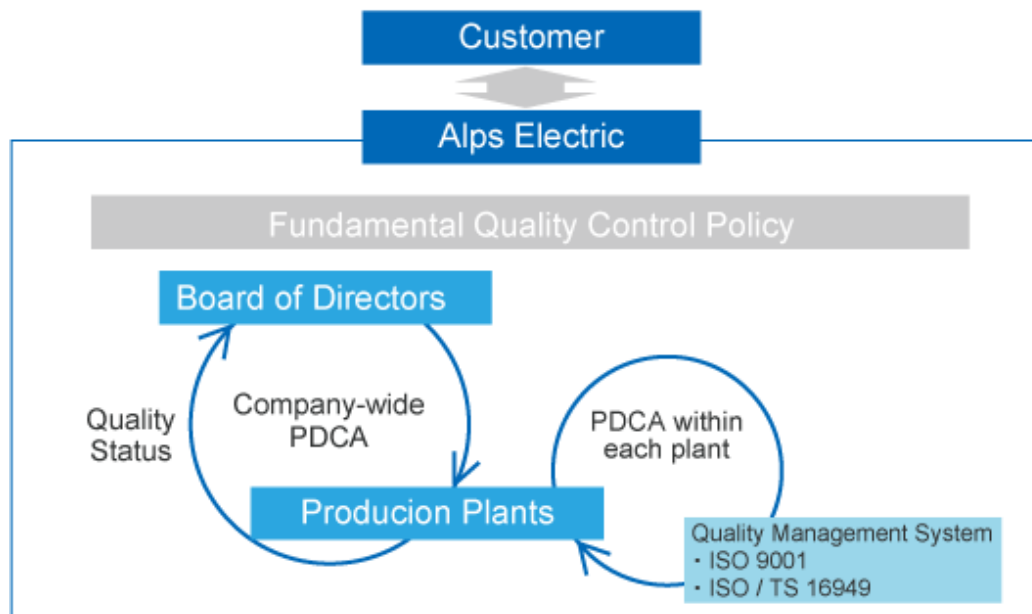 Customer
Alps Electric
Fundamental Quality Control Policy
Board of Directors
Quality
Status
Company-wide
PDCA
PDCA within
each plant
Producion Plants
Quality Management System
・ISO 9001
・ISO / TS 16949